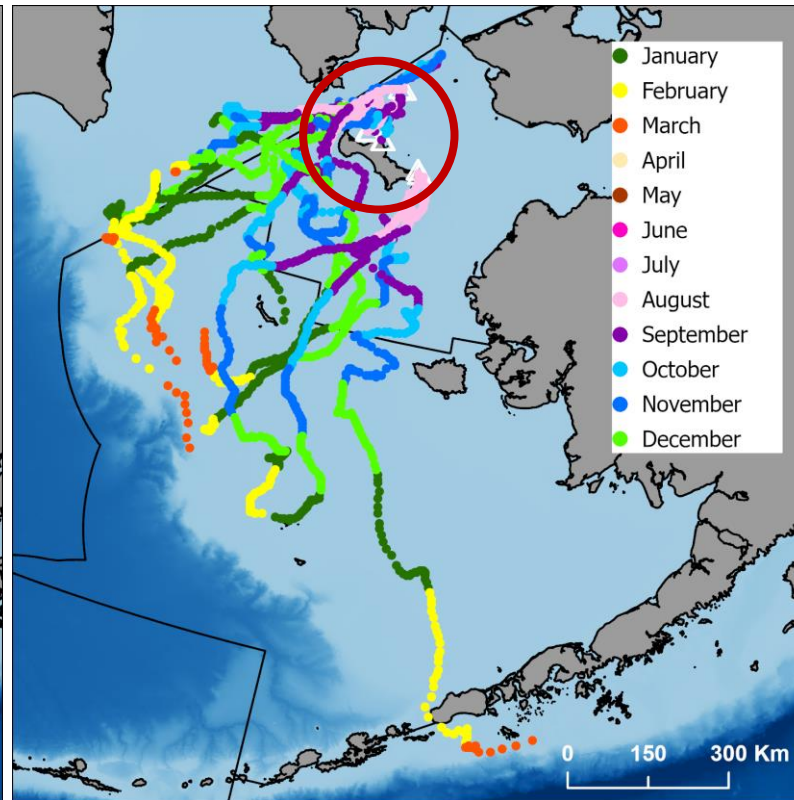 January
February
March
April
May
June
July
August
September
October
November
December
0 150 300 Km